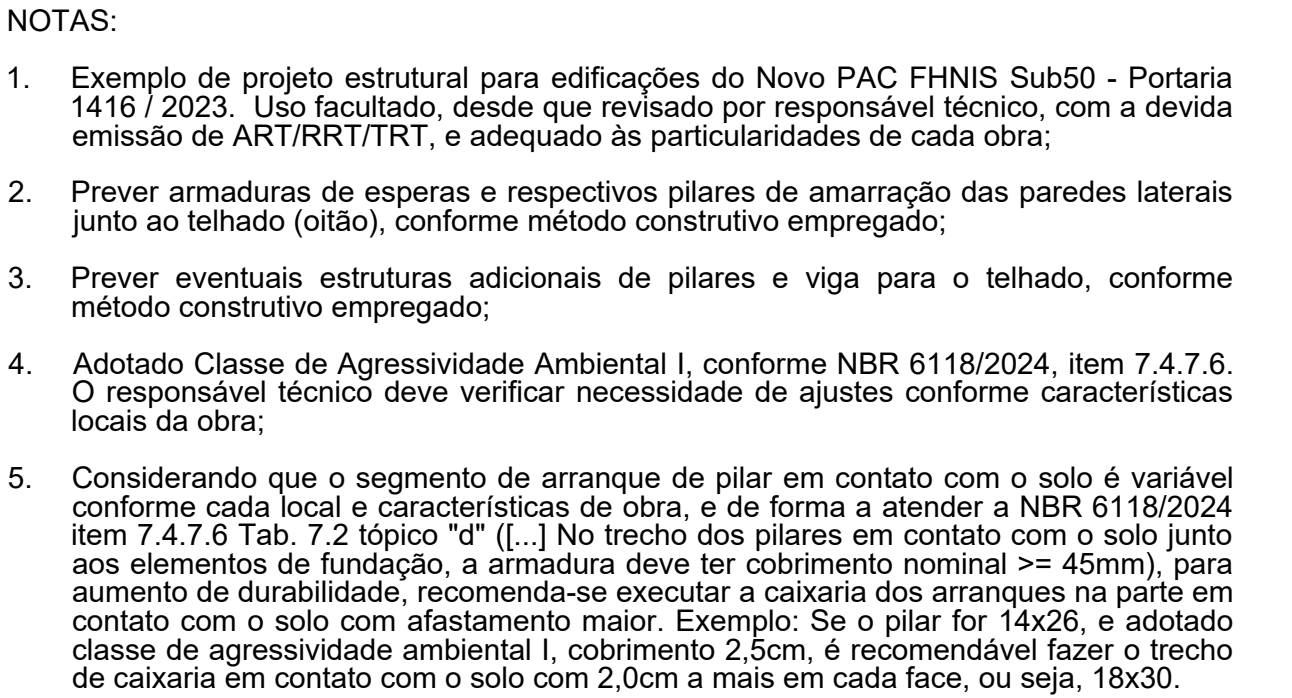 NOTAS:
1. Exemplo de projeto estrutural para edificações do Novo PAC FHNIS Sub50 - Portaria
1416 / 2023. Uso facultado, desde que revisado por responsável técnico, com a devida
emissão de ART/RRT/TRT, e adequado às particularidades de cada obra;
2. Prever armaduras de esperas e respectivos pilares de amarração das paredes laterais
junto ao telhado (oitão), conforme método construtivo empregado;
3. Prever eventuais estruturas adicionais de pilares e viga para o telhado, conforme
método construtivo empregado;
4. Adotado Classe de Agressividade Ambiental I, conforme NBR 6118/2024, item 7.4.7.6.
O responsável técnico deve verificar necessidade de ajustes conforme características
locais da obra;
5. Considerando que o segmento de arranque de pilar em contato com o solo é variável
conforme cada local e características de obra, e de forma a atender a NBR 6118/2024
item 7.4.7.6 Tab. 7.2 tópico "d" ([...] No trecho dos pilares em contato com o solo junto
aos elementos de fundação, a armadura deve ter cobrimento nominal >= 45mm), para
aumento de durabilidade, recomenda-se executar a caixaria dos arranques na parte em
contato com o solo com afastamento maior. Exemplo: Se o pilar for 14x26, e adotado
classe de agressividade ambiental I, cobrimento 2,5cm, é recomendável fazer o trecho
de caixaria em contato com o solo com 2,0cm a mais em cada face, ou seja, 18x30.